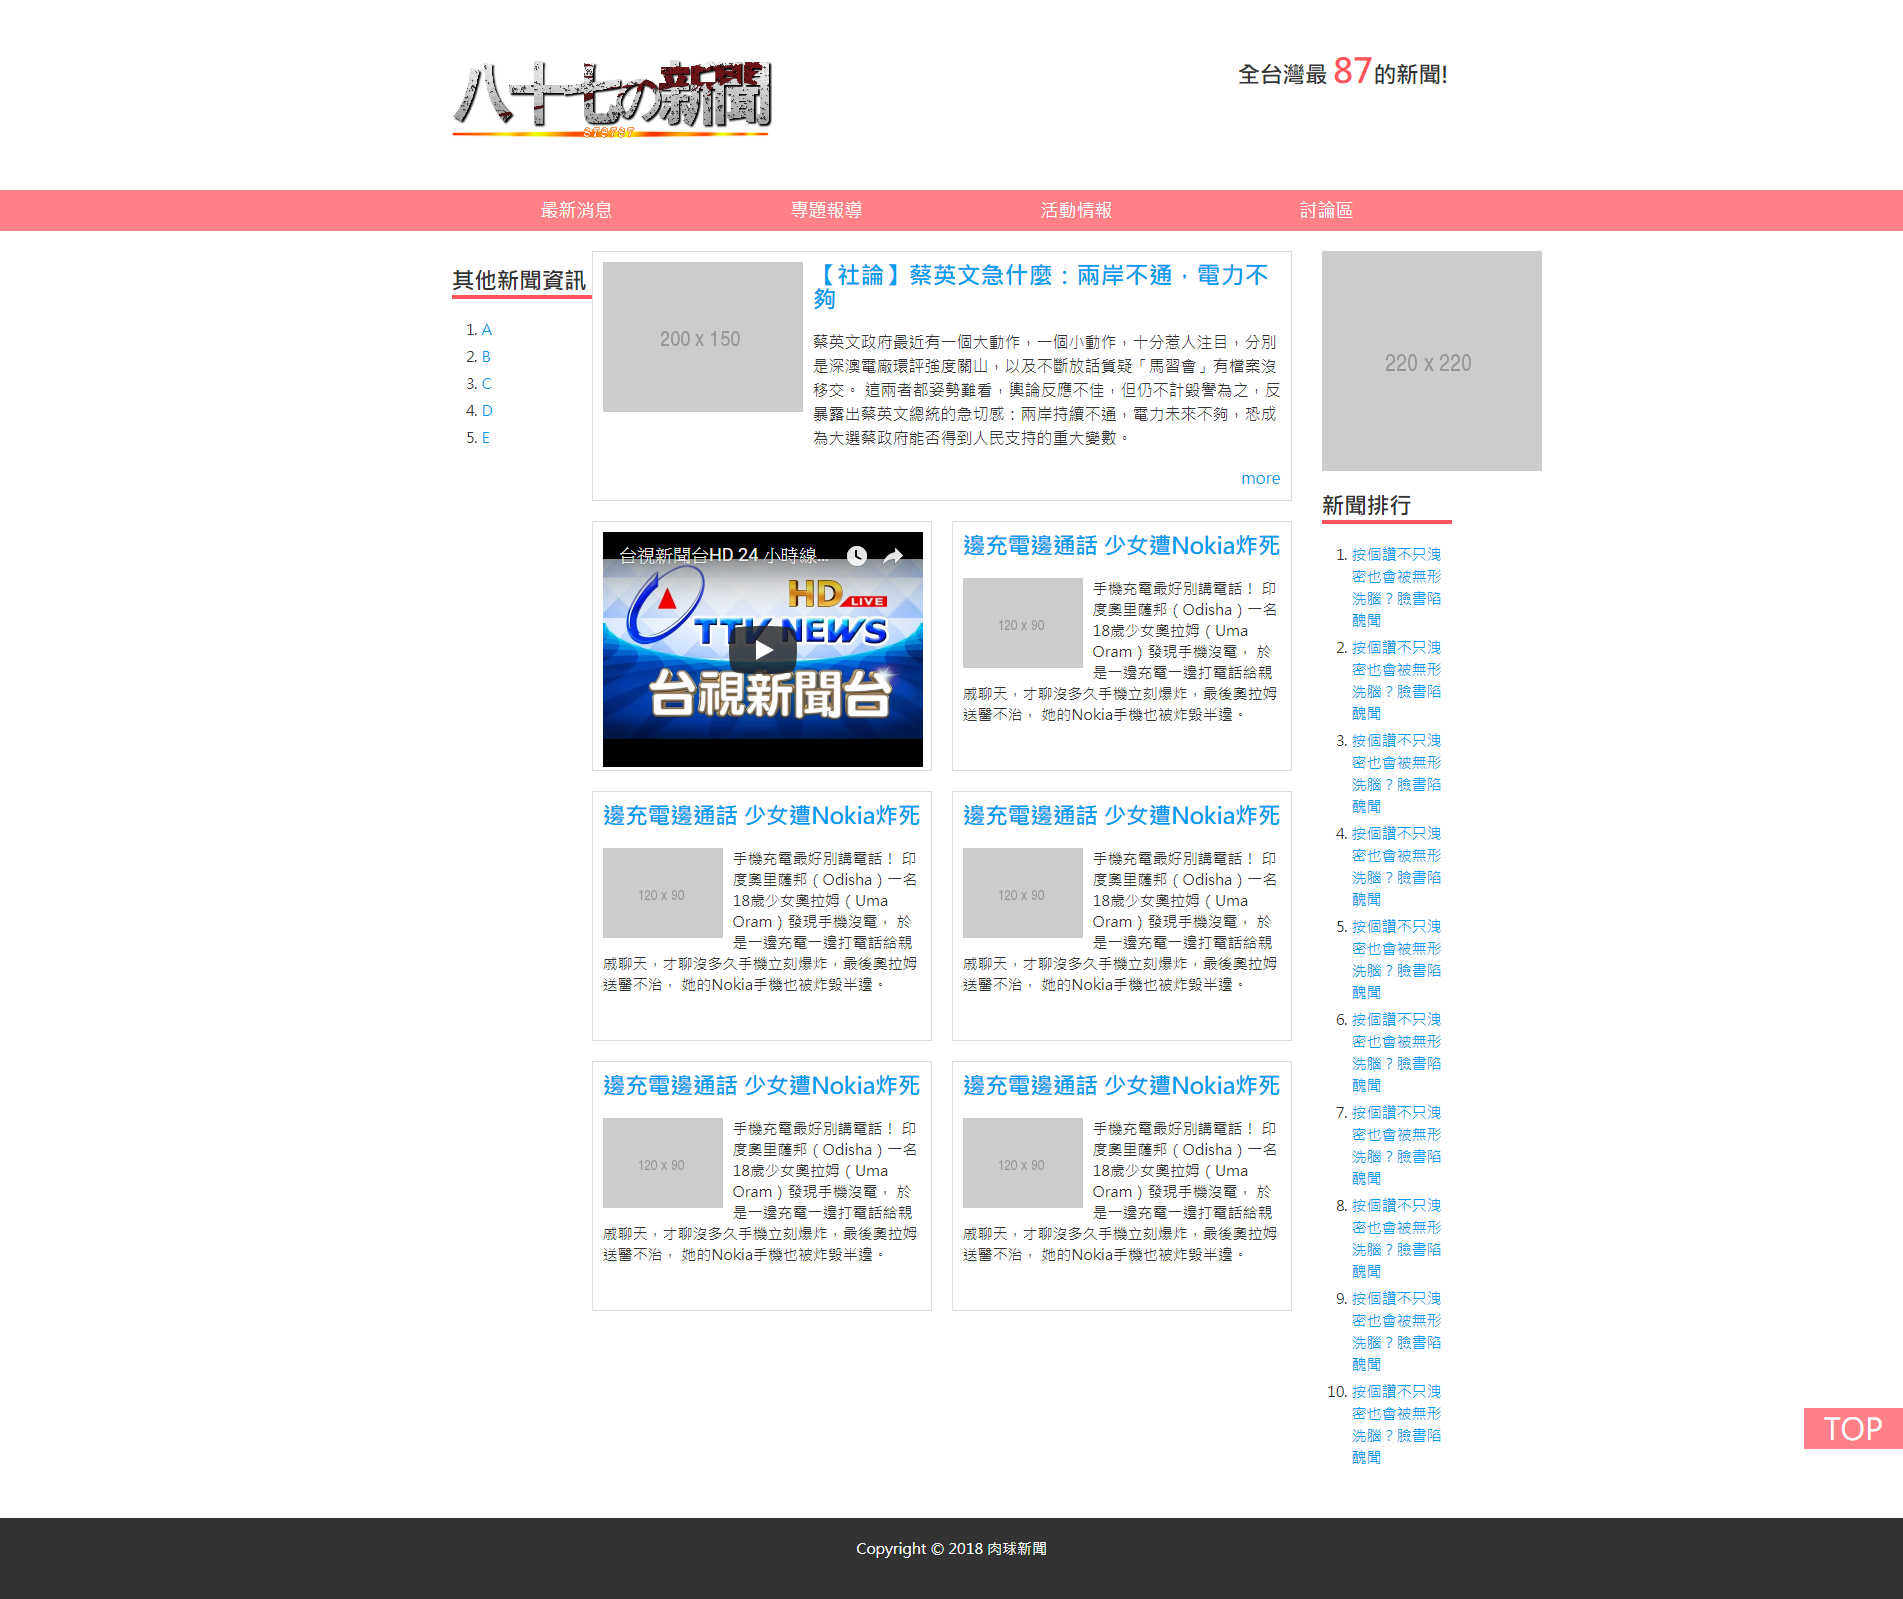 八十七の新聞
878787
全台灣最 87的新聞!
最新消息
專題報導
活動情報
討論區
其他新聞資訊
1. A
2. B
3. C
4. D
5. E
200 x 150
【社論】蔡英文急什麼：兩岸不通，電力不
夠
蔡英文政府最近有一個大動作，一個小動作，十分惹人注目，分別
是深澳電廠環評強度關山，以及不斷放話質疑「馬習會」有檔案沒
移交。 這兩者都姿勢難看，輿論反應不佳，但仍不計毀譽為之，反
暴露出蔡英文總統的急切感：兩岸持續不通，電力未來不夠，恐成
為大選蔡政府能否得到人民支持的重大變數。
more
台視新聞台HD 24 小時線...
HD LIVE
TTV NEWS
台視新聞台
邊充電邊通話 少女遭Nokia炸死
120 x 90
手機充電最好別講電話！ 印
度奧里薩邦（Odisha）一名
18歲少女奧拉姆（Uma
Oram）發現手機沒電， 於
是一邊充電一邊打電話給親
戚聊天，才聊沒多久手機立刻爆炸，最後奧拉姆
送醫不治， 她的Nokia手機也被炸毀半邊。
邊充電邊通話 少女遭Nokia炸死
120 x 90
手機充電最好別講電話！ 印
度奧里薩邦（Odisha）一名
18歲少女奧拉姆（Uma
Oram）發現手機沒電， 於
是一邊充電一邊打電話給親
戚聊天，才聊沒多久手機立刻爆炸，最後奧拉姆
送醫不治， 她的Nokia手機也被炸毀半邊。
邊充電邊通話 少女遭Nokia炸死
120 x 90
手機充電最好別講電話！ 印
度奧里薩邦（Odisha）一名
18歲少女奧拉姆（Uma
Oram）發現手機沒電， 於
是一邊充電一邊打電話給親
戚聊天，才聊沒多久手機立刻爆炸，最後奧拉姆
送醫不治， 她的Nokia手機也被炸毀半邊。
邊充電邊通話 少女遭Nokia炸死
120 x 90
手機充電最好別講電話！ 印
度奧里薩邦（Odisha）一名
18歲少女奧拉姆（Uma
Oram）發現手機沒電， 於
是一邊充電一邊打電話給親
戚聊天，才聊沒多久手機立刻爆炸，最後奧拉姆
送醫不治， 她的Nokia手機也被炸毀半邊。
邊充電邊通話 少女遭Nokia炸死
120 x 90
手機充電最好別講電話！ 印
度奧里薩邦（Odisha）一名
18歲少女奧拉姆（Uma
Oram）發現手機沒電， 於
是一邊充電一邊打電話給親
戚聊天，才聊沒多久手機立刻爆炸，最後奧拉姆
送醫不治， 她的Nokia手機也被炸毀半邊。
220 x 220
新聞排行
1. 按個讚不只洩
密也會被無形
洗腦？臉書陷
醜聞
2. 按個讚不只洩
密也會被無形
洗腦？臉書陷
醜聞
3. 按個讚不只洩
密也會被無形
洗腦？臉書陷
醜聞
4. 按個讚不只洩
密也會被無形
洗腦？臉書陷
醜聞
5. 按個讚不只洩
密也會被無形
洗腦？臉書陷
醜聞
6. 按個讚不只洩
密也會被無形
洗腦？臉書陷
醜聞
7. 按個讚不只洩
密也會被無形
洗腦？臉書陷
醜聞
8. 按個讚不只洩
密也會被無形
洗腦？臉書陷
醜聞
9. 按個讚不只洩
密也會被無形
洗腦？臉書陷
醜聞
10. 按個讚不只洩
密也會被無形
洗腦？臉書陷
醜聞
TOP
Copyright © 2018 肉球新聞